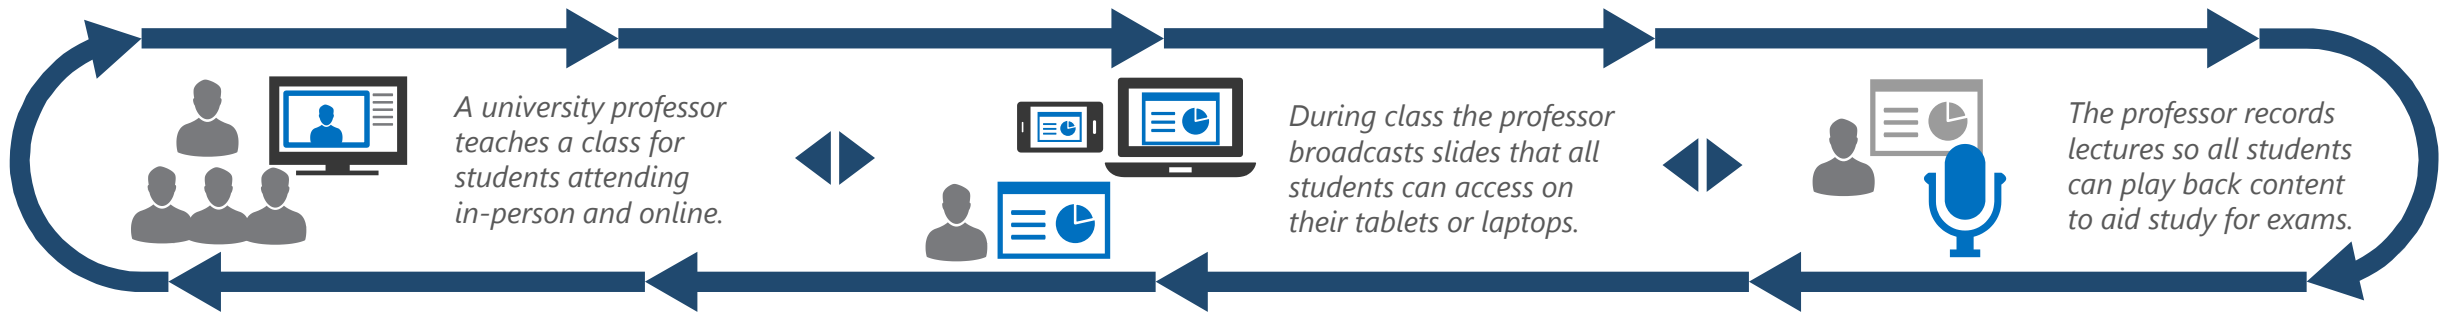 A university professor
teaches a class for
students attending
in-person and online.
During class the professor
broadcasts slides that all
students can access on
their tablets or laptops.
The professor records
lectures so all students
can play back content
to aid study for exams.